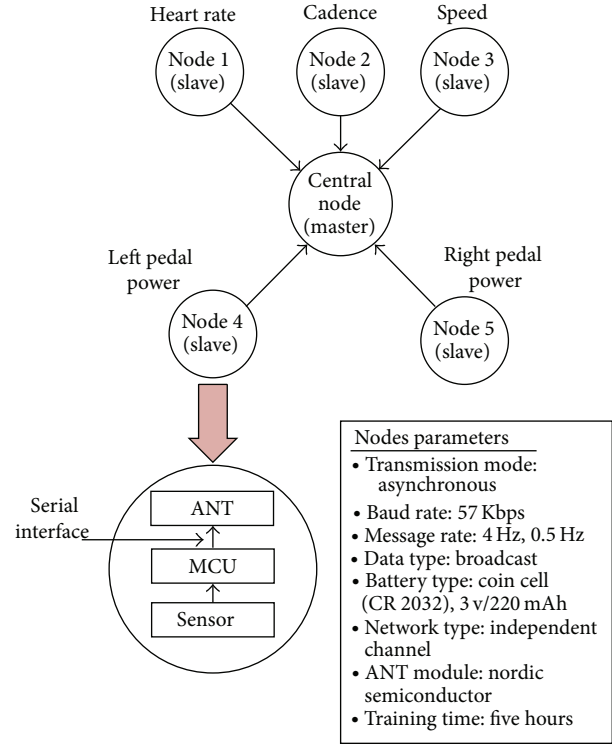 Heart rate
Cadence
Speed
Node 1
(slave)
Node 2
(slave)
Node 3
(slave)
Central
node
(master)
Left pedal
power
Right pedal
power
Node 4
(slave)
Node 5
(slave)
Serial
interface
ANT
MCU
Sensor
Nodes parameters
• Transmission mode:
asynchronous
• Baud rate: 57 Kbps
• Message rate: 4 Hz, 0.5 Hz
• Data type: broadcast
• Battery type: coin cell
(CR 2032), 3 v/220 mAh
• Network type: independent
channel
• ANT module: nordic
semiconductor
• Training time: five hours